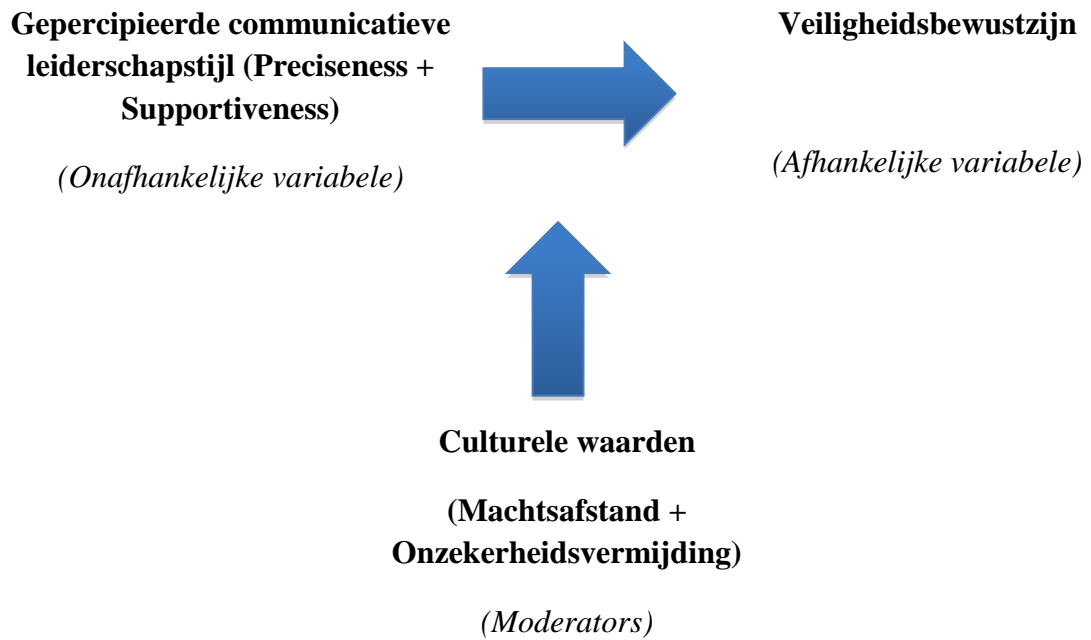 Gepercipieerde communicatieve
leiderschapstijl (Preciseness +
Supportiveness)
(Onafhankelijke variabele)
Veiligheidsbewustzijn
(Afhankelijke variabele)
Culturele waarden
(Machtsafstand +
Onzekerheidsvermijding)
(Moderators)